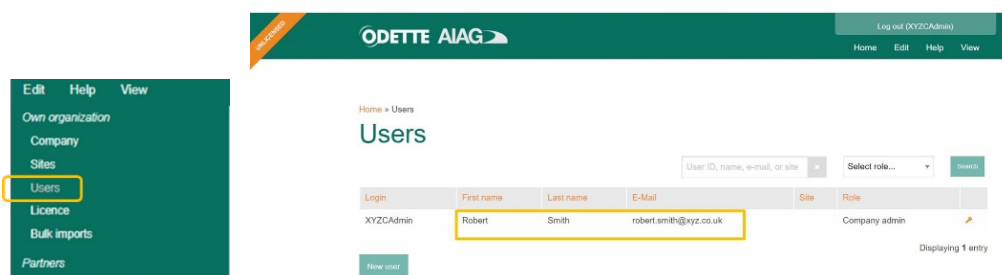 Edit Help View
Own organization
Company
Sites
Users
Licence
Bulk imports
Partners
UNLICENSED
ODETTE AIAG
Log out (XYZCAdmin)
Home Edit Help View
Home » Users
Users
User ID, name, e-mail, or site × Select role... Search
Login First name Last name E-Mail Site Role
XYZCAdmin Robert Smith robert.smith@xyz.co.uk Company admin
Displaying 1 entry
New user